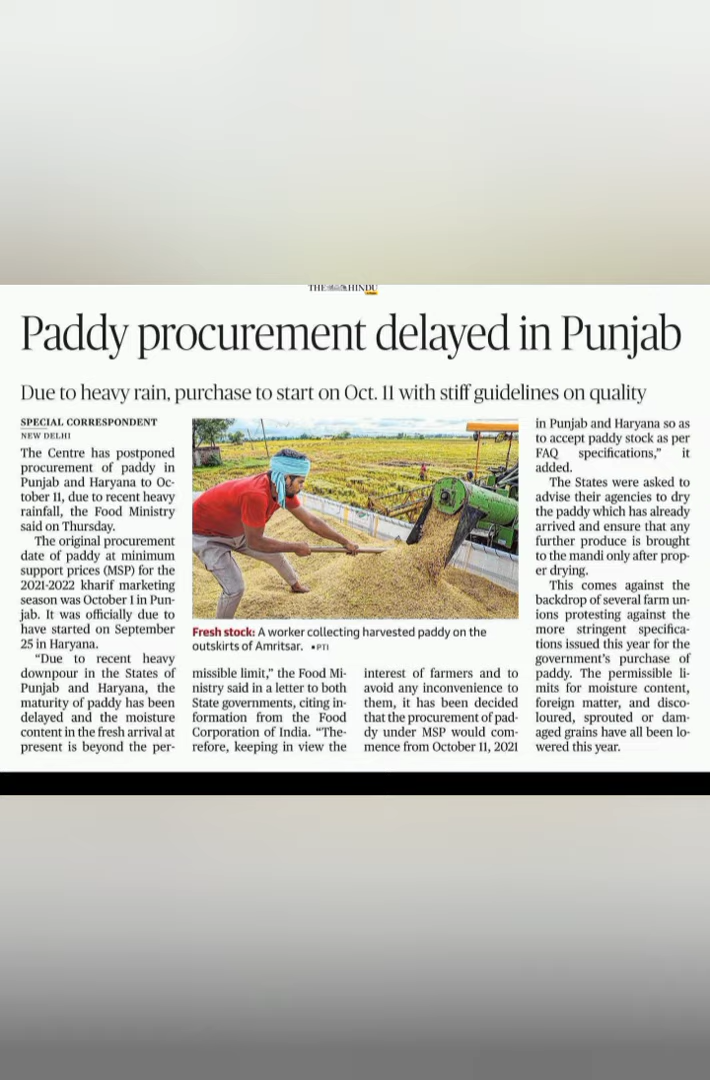 THE HINDU
Paddy procurement delayed in Punjab
Due to heavy rain, purchase to start on Oct. 11 with stiff guidelines on quality
SPECIAL CORRESPONDENT
NEW DELHI
The Centre has postponed
procurement of paddy in
Punjab and Haryana to Oc-
tober 11, due to recent heavy
rainfall, the Food Ministry
said on Thursday.
The original procurement
date of paddy at minimum
support prices (MSP) for the
2021-2022 kharif marketing
season was October 1 in Pun-
jab. It was officially due to
have started on September
25 in Haryana.
“Due to recent heavy
downpour in the States of
Punjab and Haryana, the
maturity of paddy has been
delayed and the moisture
content in the fresh arrival at
present is beyond the per-
Fresh stock: A worker collecting harvested paddy on the
outskirts of Amritsar. ▪PTI
missible limit,” the Food Mi-
nistry said in a letter to both
State governments, citing in-
formation from the Food
Corporation of India. “The-
refore, keeping in view the
interest of farmers and to
avoid any inconvenience to
them, it has been decided
that the procurement of pad-
dy under MSP would com-
mence from October 11, 2021
in Punjab and Haryana so as
to accept paddy stock as per
FAQ specifications,” it
added.
The States were asked to
advise their agencies to dry
the paddy which has already
arrived and ensure that any
further produce is brought
to the mandi only after prop-
er drying.
This comes against the
backdrop of several farm un-
ions protesting against the
more stringent specifica-
tions issued this year for the
government’s purchase of
paddy. The permissible li-
mits for moisture content,
foreign matter, and disco-
loured, sprouted or dam-
aged grains have all been lo-
wered this year.